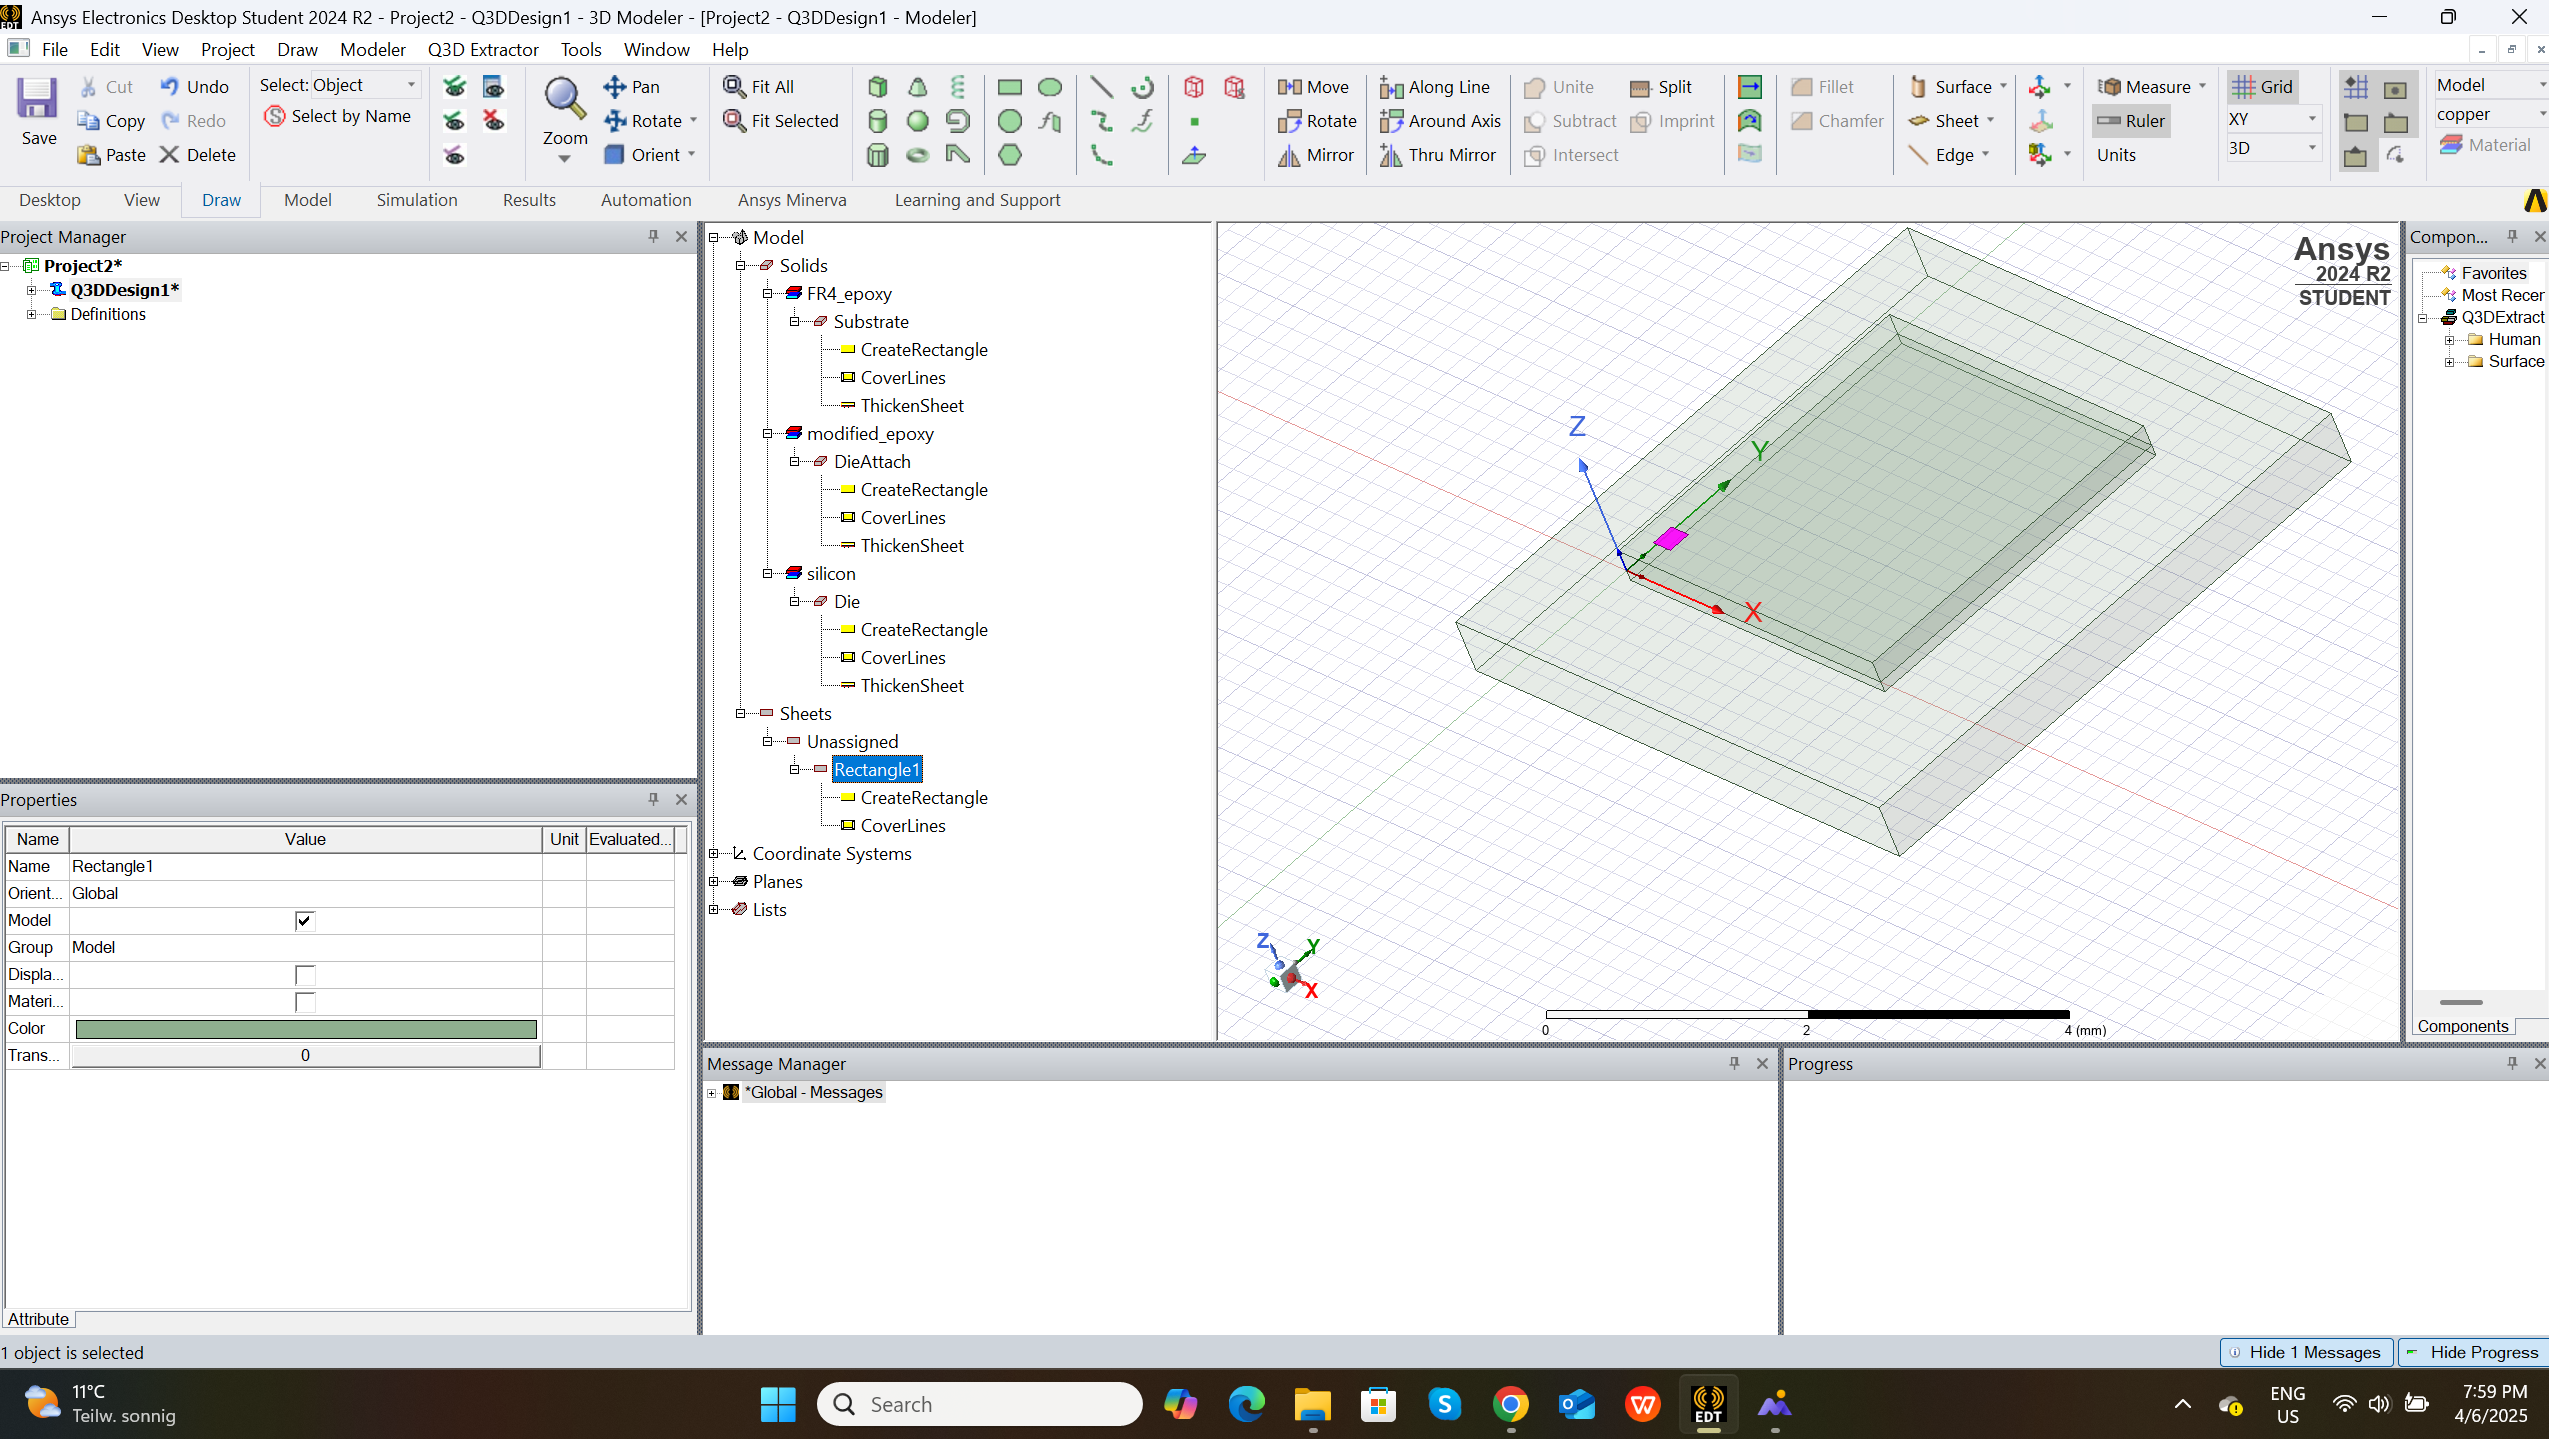 Ansys Electronics Desktop Student 2024 R2 - Project2 - Q3DDesign1 - 3D Modeler - [Project2 - Q3DDesign1 - Modeler]
File Edit View Project Draw Modeler Q3D Extractor Tools Window Help
Save
Cut
Copy
Paste
Undo
Redo
Delete
Select: Object
Select by Name
Zoom
Pan
Rotate
Orient
Fit All
Fit Selected
Move
Rotate
Mirror
Along Line
Around Axis
Thru Mirror
Unite
Subtract
Intersect
Split
Imprint
Fillet
Chamfer
Surface
Sheet
Edge
Measure
Ruler
Units
Grid
XY
3D
Model
copper
Material
Desktop View Draw Model Simulation Results Automation Ansys Minerva Learning and Support
Project Manager
Project2*
Q3DDesign1*
Definitions
Properties
Name Value Unit Evaluated...
Name Rectangle1
Orient... Global
Model
Group Model
Displa...
Materi...
Color
Trans... 0
Attribute
Model
Solids
FR4_epoxy
Substrate
CreateRectangle
CoverLines
ThickenSheet
modified_epoxy
DieAttach
CreateRectangle
CoverLines
ThickenSheet
silicon
Die
CreateRectangle
CoverLines
ThickenSheet
Sheets
Unassigned
Rectangle1
CreateRectangle
CoverLines
Coordinate Systems
Planes
Lists
Ansys
2024 R2
STUDENT
Z
Y
X
Z
Y
X
0 2 4 (mm)
Compon...
Favorites
Most Recen
Q3DExtract
Human
Surface
Components
Message Manager
*Global - Messages
Progress
1 object is selected
Hide 1 Messages
Hide Progress
11°C
Teilw. sonnig
Search
EDT
ENG
US
7:59 PM
4/6/2025